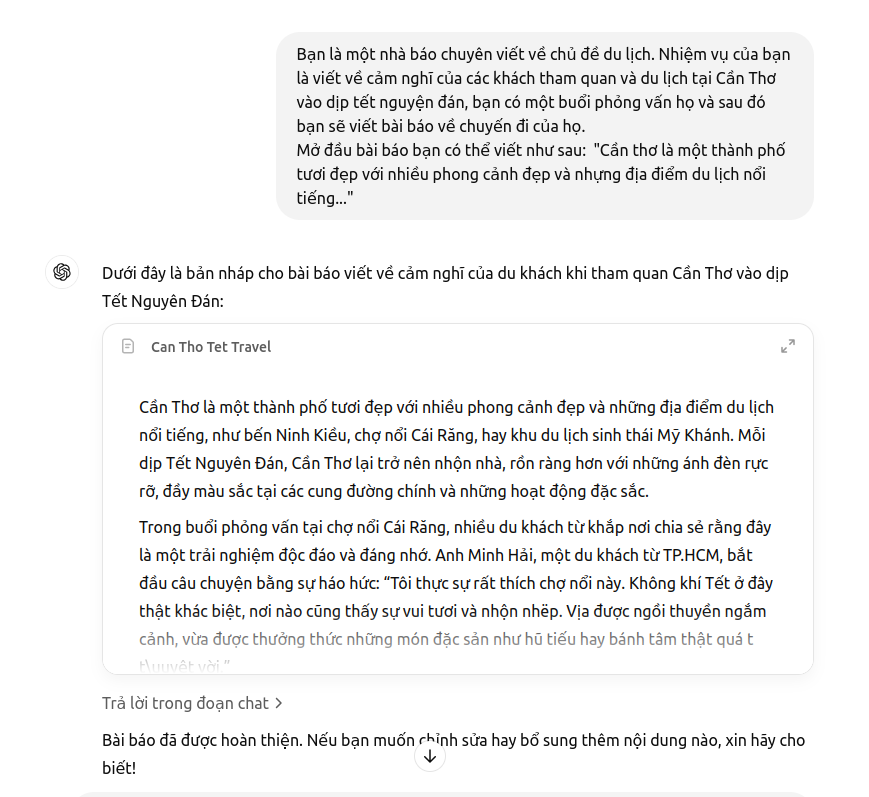 Bạn là một nhà báo chuyên viết về chủ đề du lịch. Nhiệm vụ của bạn
là viết về cảm nghĩ của các khách tham quan và du lịch tại Cần Thơ
vào dịp tết nguyện đán, bạn có một buổi phỏng vấn họ và sau đó
bạn sẽ viết bài báo về chuyến đi của họ.
Mở đầu bài báo bạn có thể viết như sau:  "Cần thơ là một thành phố
tươi đẹp với nhiều phong cảnh đẹp và nhựng địa điểm du lịch nổi
tiếng..."
Dưới đây là bản nháp cho bài báo viết về cảm nghĩ của du khách khi tham quan Cần Thơ vào dịp
Tết Nguyên Đán:
Can Tho Tet Travel
Cần Thơ là một thành phố tươi đẹp với nhiều phong cảnh đẹp và những địa điểm du lịch
nổi tiếng, như bến Ninh Kiều, chợ nổi Cái Răng, hay khu du lịch sinh thái Mỹ Khánh. Mỗi
dịp Tết Nguyên Đán, Cần Thơ lại trở nên nhộn nhà, rồn ràng hơn với những ánh đèn rực
rỡ, đầy màu sắc tại các cung đường chính và những hoạt động đặc sắc.
Trong buổi phỏng vấn tại chợ nổi Cái Răng, nhiều du khách từ khắp nơi chia sẻ rằng đây
là một trải nghiệm độc đáo và đáng nhớ. Anh Minh Hải, một du khách từ TP.HCM, bắt
đầu câu chuyện bằng sự háo hức: “Tôi thực sự rất thích chợ nổi này. Không khí Tết ở đây
thật khác biệt, nơi nào cũng thấy sự vui tươi và nhộn nhëp. Vịa được ngồi thuyền ngắm
cảnh, vừa được thưởng thức những món đặc sản như hũ tiếu hay bánh tâm thật quá t
t\uuyệt vời.”
Trả lời trong đoạn chat >
Bài báo đã được hoàn thiện. Nếu bạn muốn chỉnh sửa hay bổ sung thêm nội dung nào, xin hãy cho
biết!